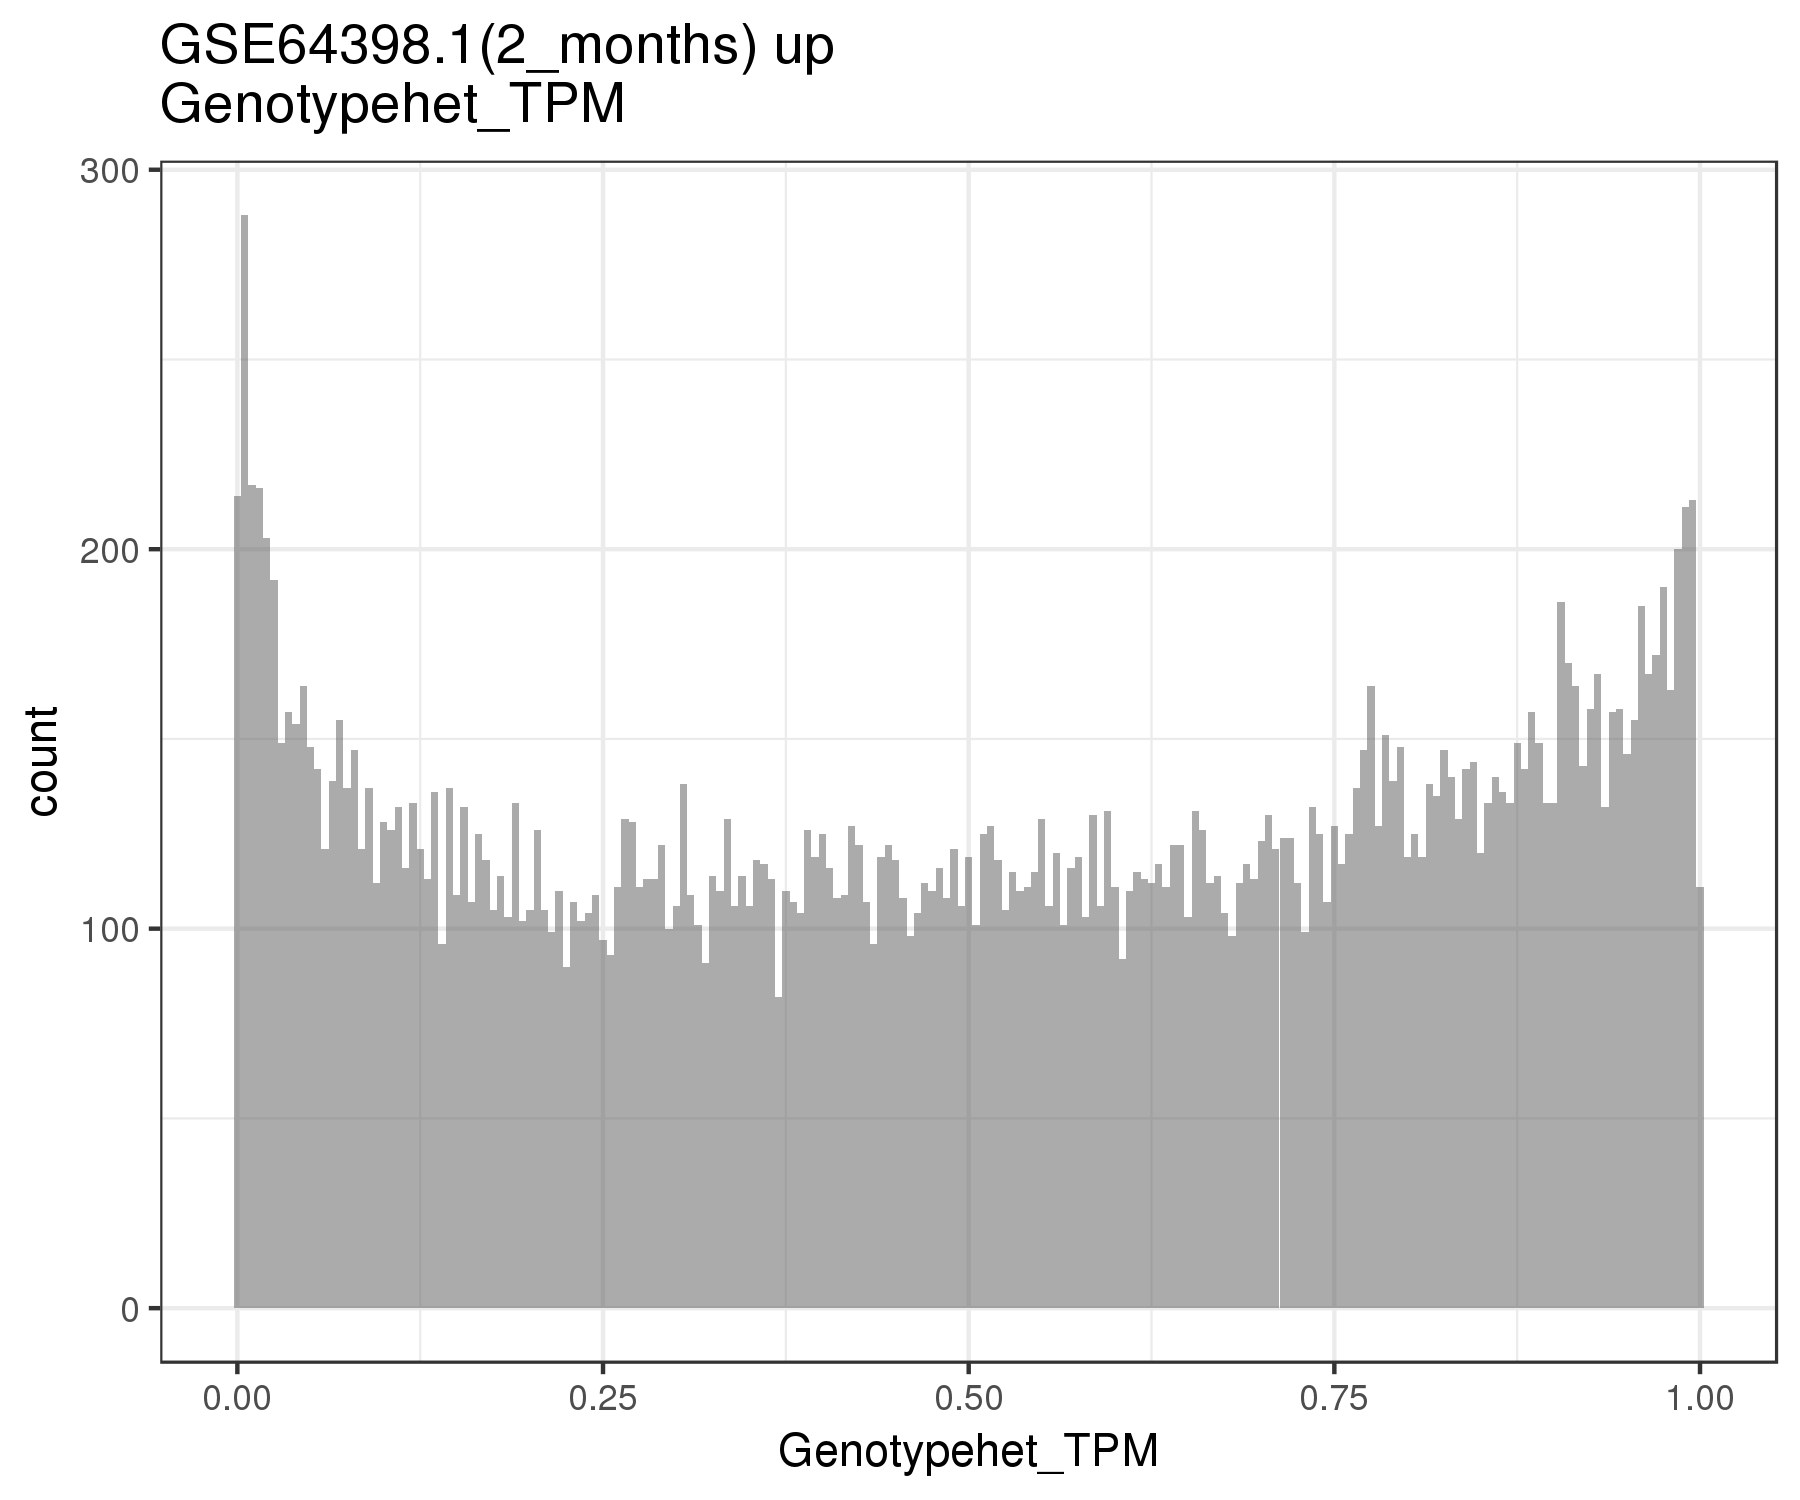 GSE64398.1(2_months) up
Genotypehet_TPM
300
200
100
0
count
0.00 0.25 0.50 0.75 1.00
Genotypehet_TPM